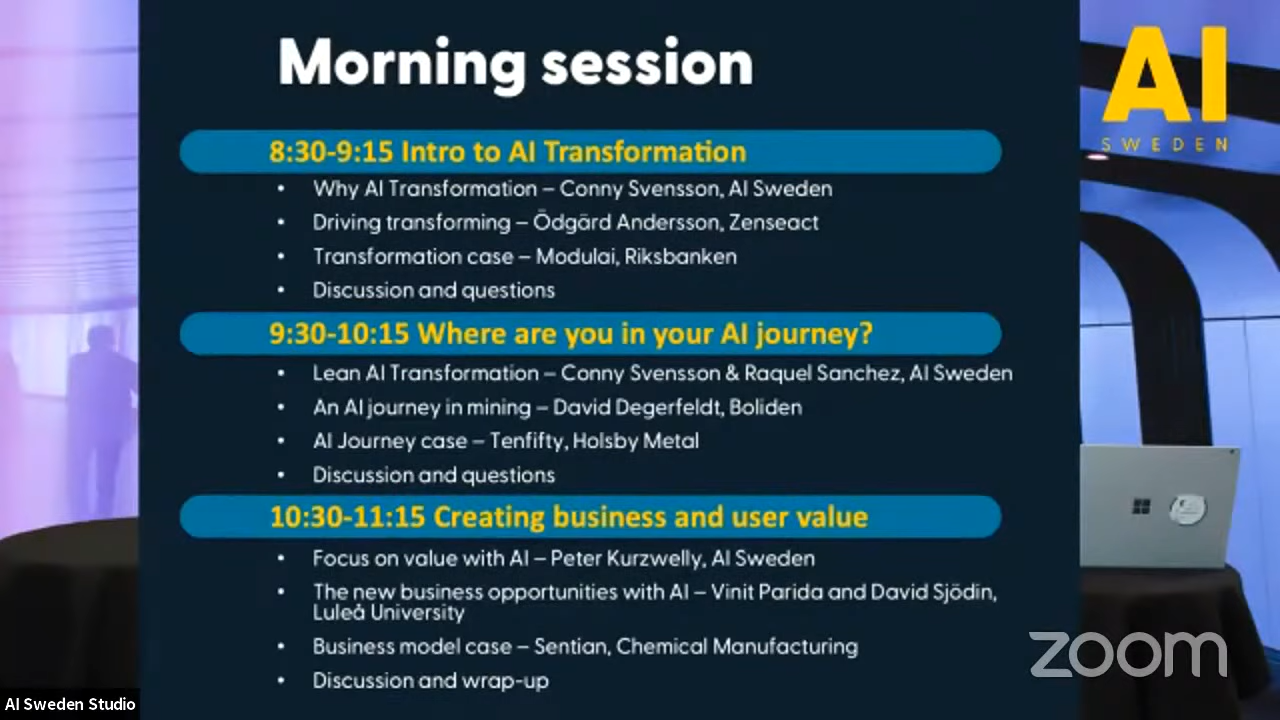 Morning session
AI
SWEDEN
8:30-9:15 Intro to AI Transformation
• Why AI Transformation – Conny Svensson, AI Sweden
• Driving transforming – Ödgärd Andersson, Zenseact
• Transformation case – Modulai, Riksbanken
• Discussion and questions
9:30-10:15 Where are you in your AI journey?
• Lean AI Transformation – Conny Svensson & Raquel Sanchez, AI Sweden
• An AI journey in mining – David Degerfeldt, Boliden
• AI Journey case – Tenfifty, Holsby Metal
• Discussion and questions
10:30-11:15 Creating business and user value
• Focus on value with AI – Peter Kurzwelly, AI Sweden
• The new business opportunities with AI – Vinit Parida and David Sjödin,
Luleå University
• Business model case – Sentian, Chemical Manufacturing
• Discussion and wrap-up
zoom
AI Sweden Studio